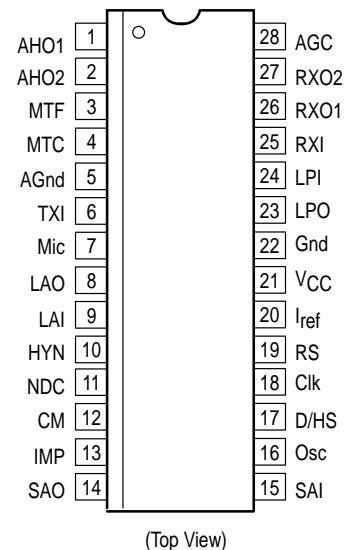 AHO1 1 28 AGC
AHO2 2 27 RXO2
MTF 3 26 RXO1
MTC 4 25 RXI
AGnd 5 24 LPI
TXI 6 23 LPO
Mic 7 22 Gnd
LAO 8 21 VCC
LAI 9 20 Iref
HYN 10 19 RS
NDC 11 18 Clk
CM 12 17 D/HS
IMP 13 16 Osc
SAO 14 15 SAI
(Top View)